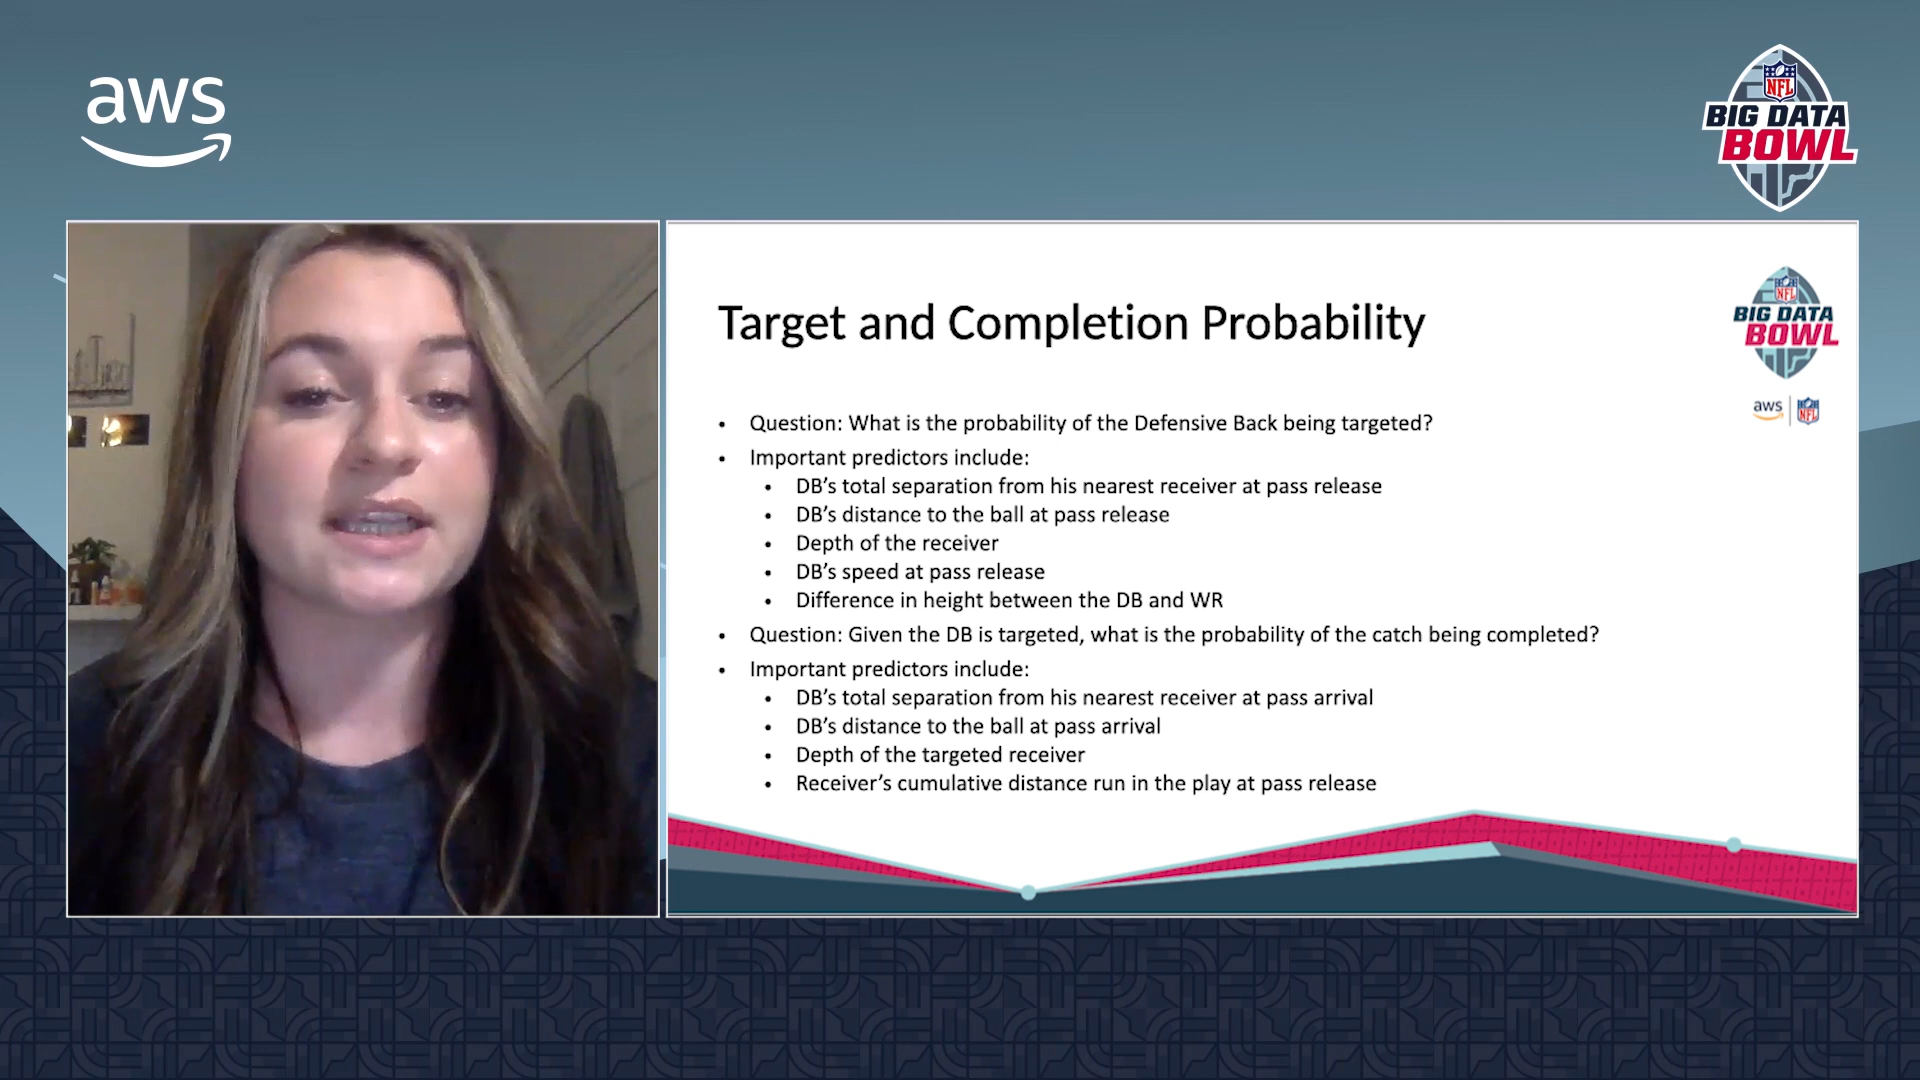 aws
NFL
BIG DATA
BOWL
Target and Completion Probability
NFL
BIG DATA
BOWL
aws
NFL
• Question: What is the probability of the Defensive Back being targeted?
• Important predictors include:
• DB's total separation from his nearest receiver at pass release
• DB's distance to the ball at pass release
• Depth of the receiver
• DB's speed at pass release
• Difference in height between the DB and WR
• Question: Given the DB is targeted, what is the probability of the catch being completed?
• Important predictors include:
• DB's total separation from his nearest receiver at pass arrival
• DB's distance to the ball at pass arrival
• Depth of the targeted receiver
• Receiver's cumulative distance run in the play at pass release